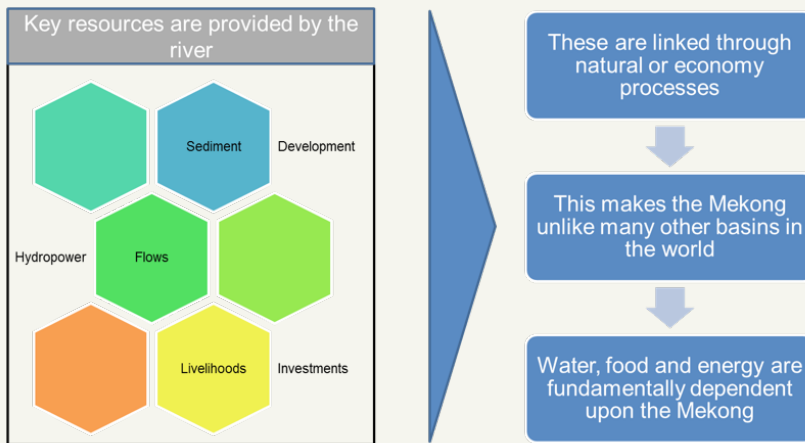 Key resources are provided by the
river
Sediment
Development
Hydropower
Flows
Livelihoods
Investments
These are linked through
natural or economy
processes
This makes the Mekong
unlike many other basins in
the world
Water, food and energy are
fundamentally dependent
upon the Mekong